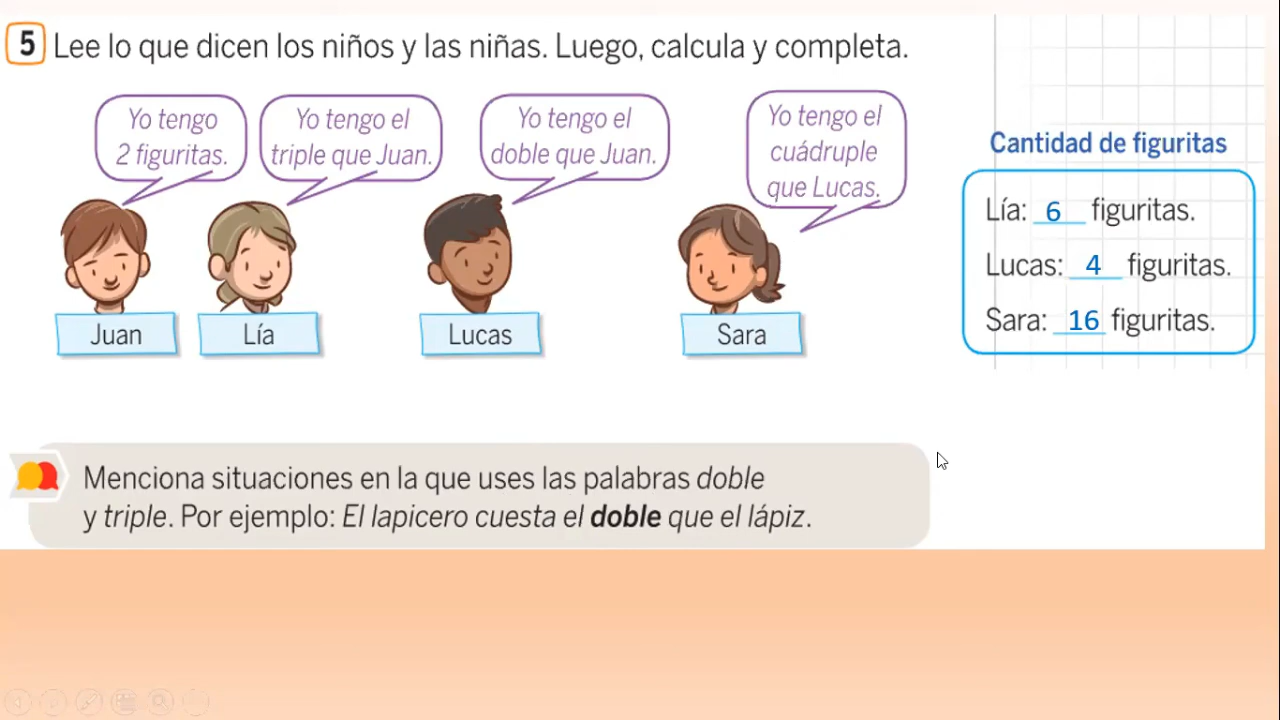 5 Lee lo que dicen los niños y las niñas. Luego, calcula y completa.
Yo tengo
2 figuritas.
Yo tengo el
triple que Juan.
Yo tengo el
doble que Juan.
Yo tengo el
cuádruple
que Lucas.
Juan
Lía
Lucas
Sara
Cantidad de figuritas
Lía: 6 figuritas.
Lucas: 4 figuritas.
Sara: 16 figuritas.
Menciona situaciones en la que uses las palabras doble
y triple. Por ejemplo: El lapicero cuesta el doble que el lápiz.